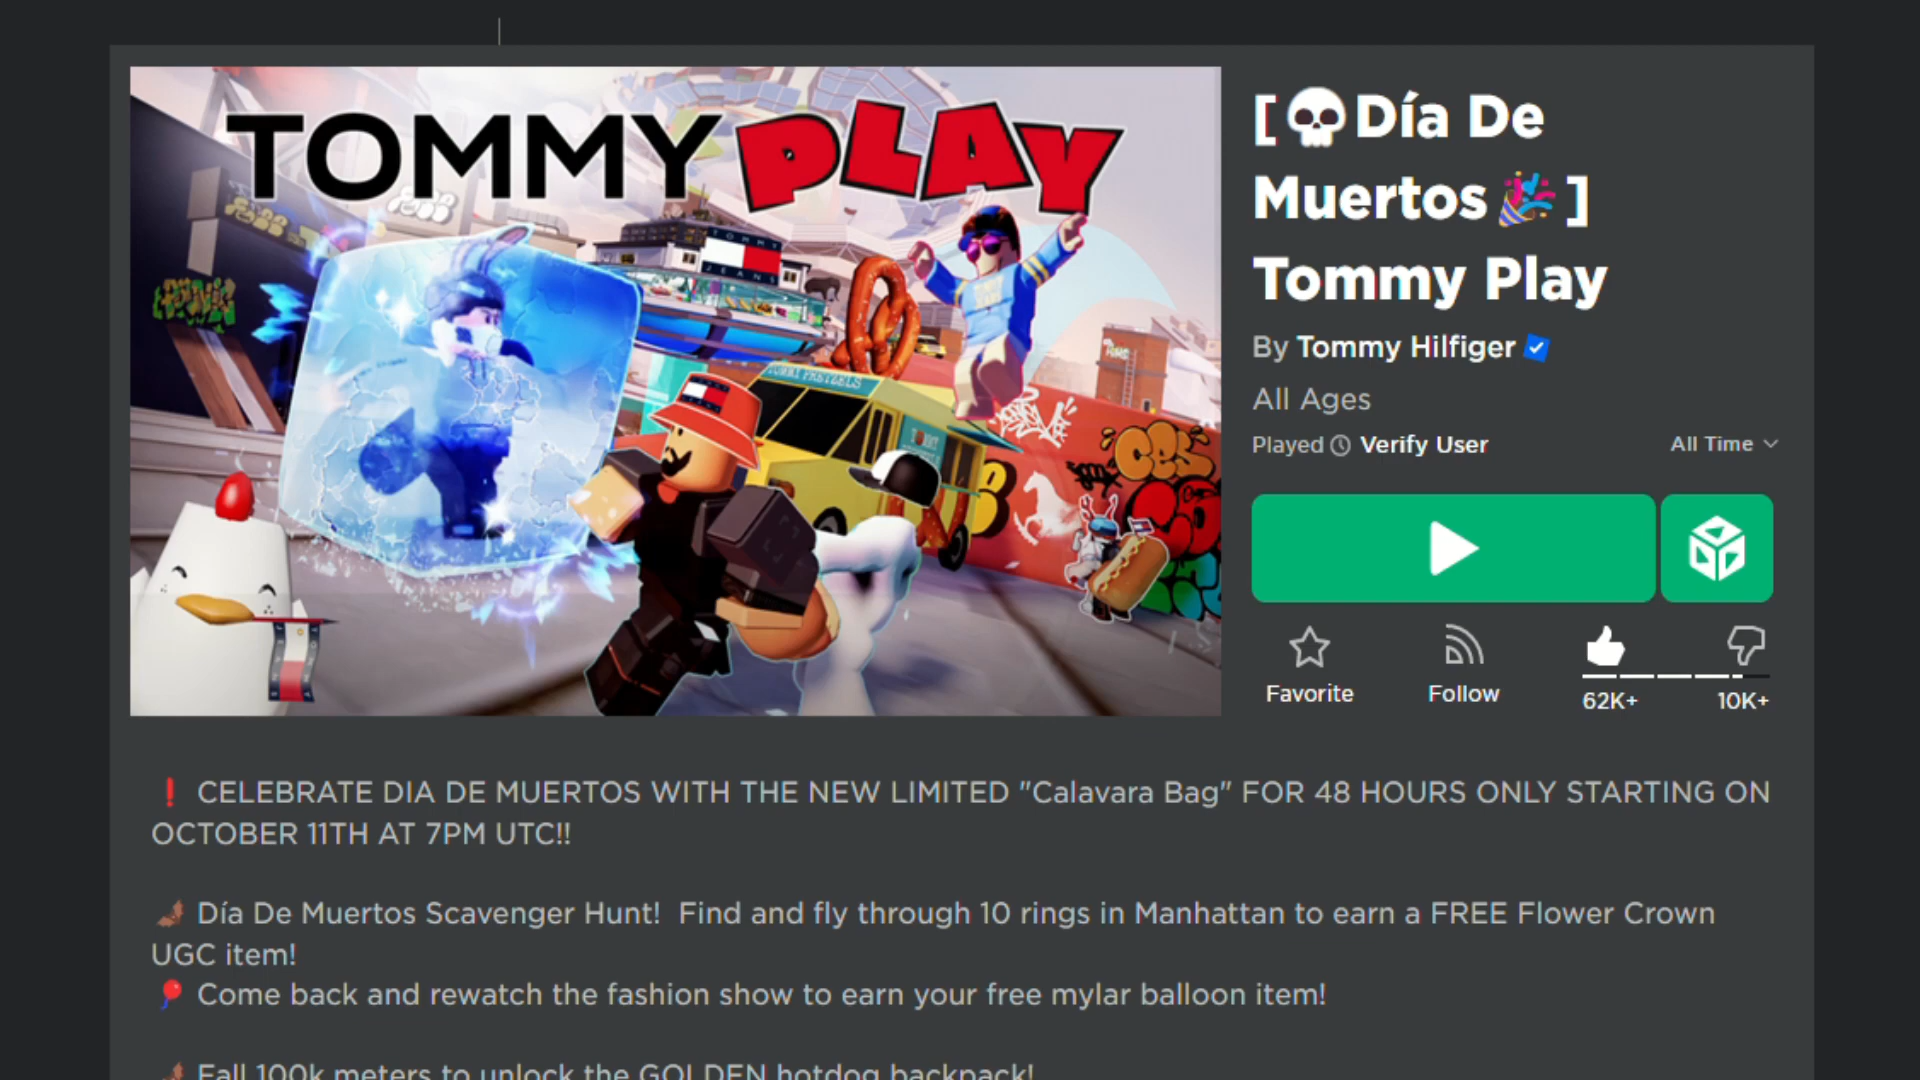 TOMMY PLAY
TOMMY
JEANS
TOMMY PRETZELS
[💀Día De
Muertos🎉]
Tommy Play
By Tommy Hilfiger
All Ages
Played Verify User
All Time
Favorite
Follow
62K+
10K+
❗ CELEBRATE DIA DE MUERTOS WITH THE NEW LIMITED "Calavara Bag" FOR 48 HOURS ONLY STARTING ON
OCTOBER 11TH AT 7PM UTC!!
Día De Muertos Scavenger Hunt!  Find and fly through 10 rings in Manhattan to earn a FREE Flower Crown
UGC item!
🎈 Come back and rewatch the fashion show to earn your free mylar balloon item!
Fall 100k meters to unlock the GOLDEN hotdog backpack!